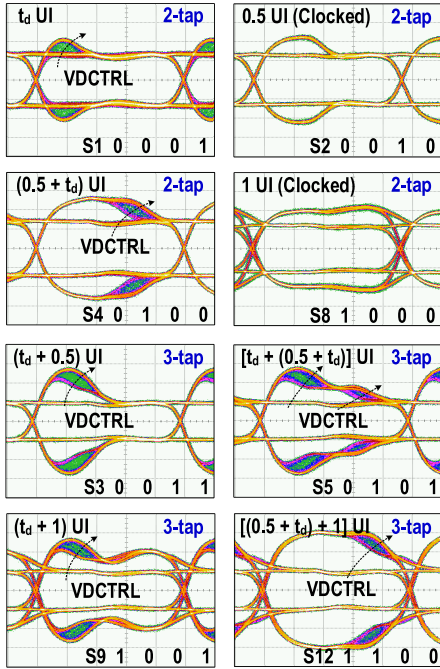 t_d UI 2-tap
VDCTRL
S1 0 0 0 1
0.5 UI (Clocked) 2-tap
S2 0 0 1 0
(0.5 + t_d) UI 2-tap
VDCTRL
S4 0 1 0 0
1 UI (Clocked) 2-tap
S8 1 0 0 0
(t_d + 0.5) UI 3-tap
VDCTRL
S3 0 0 1 1
[t_d + (0.5 + t_d)] UI 3-tap
VDCTRL
S5 0 1 0 1
(t_d + 1) UI 3-tap
VDCTRL
S9 1 0 0 1
[(0.5 + t_d) + 1] UI 3-tap
VDCTRL
S12 1 1 0 0